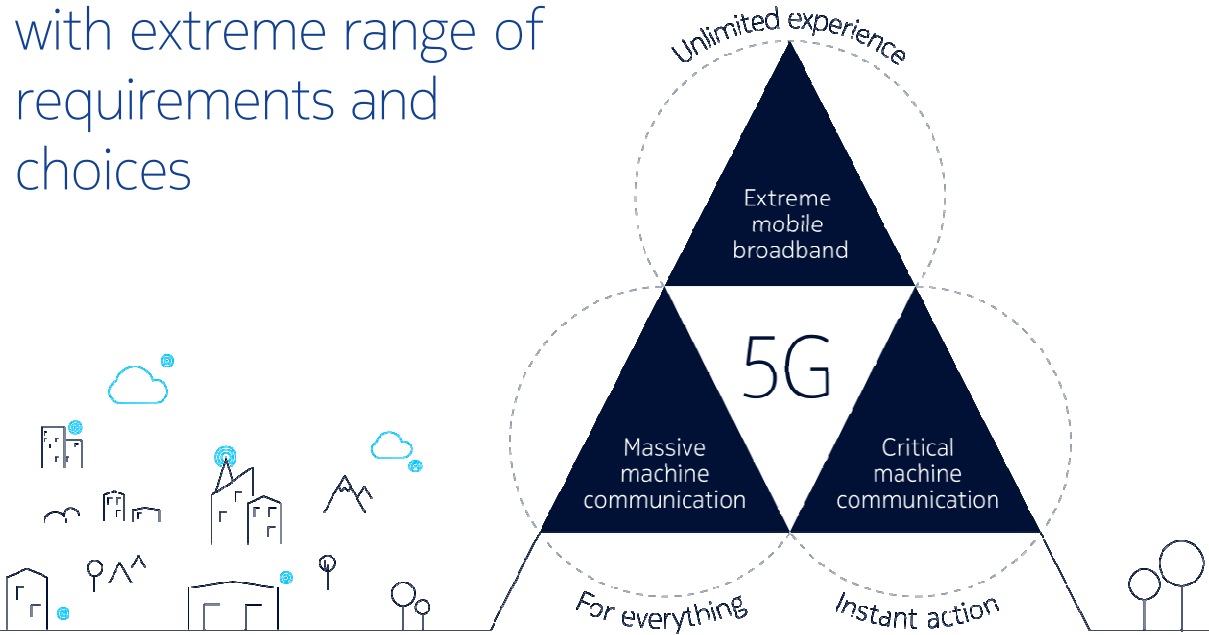 with extreme range of
requirements and
choices
Unlimited experience
Extreme
mobile
broadband
5G
Massive
machine
communication
Critical
machine
communication
For everything
Instant action